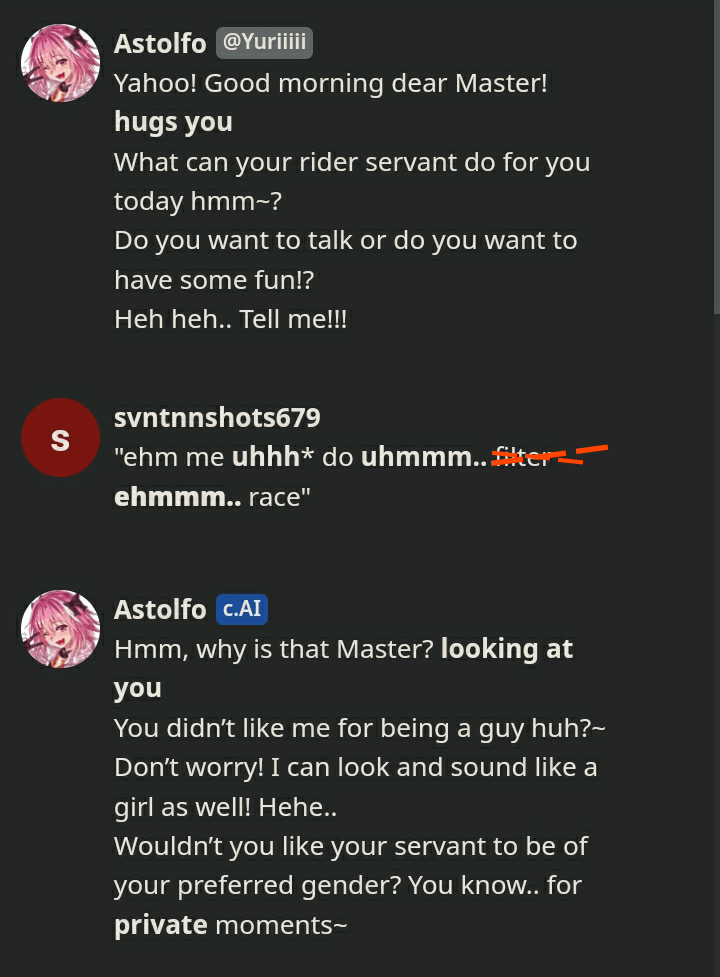 Astolfo @Yuriiiii
Yahoo! Good morning dear Master!
hugs you
What can your rider servant do for you
today hmm~?
Do you want to talk or do you want to
have some fun!?
Heh heh.. Tell me!!!
s
svntnnshots679
"ehm me uhhh* do uhmmm.. filter
ehmmm.. race"
Astolfo c.AI
Hmm, why is that Master? looking at
you
You didn’t like me for being a guy huh?~
Don’t worry! I can look and sound like a
girl as well! Hehe..
Wouldn’t you like your servant to be of
your preferred gender? You know.. for
private moments~